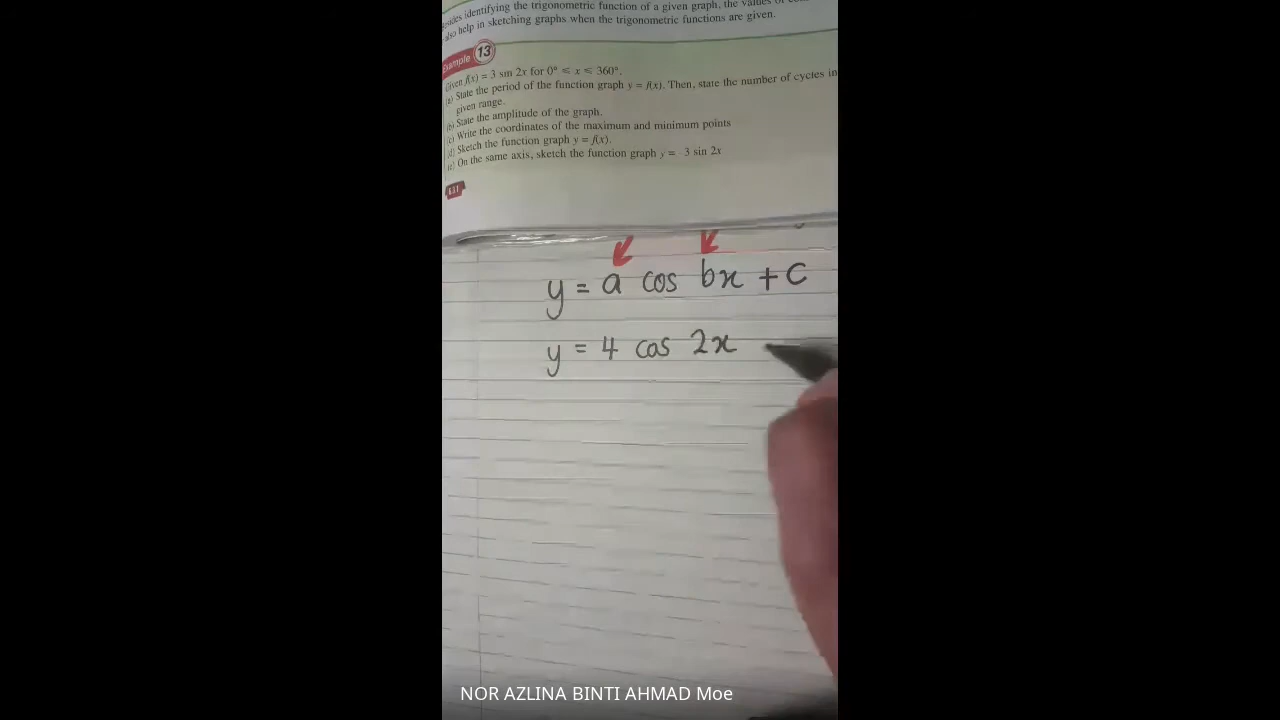 identifying the trigonometric function of a given graph, the values of
also help in sketching graphs when the trigonometric functions are given.
Example 13
Given f(x) = 3 sin 2x for 0° ⩽ x ⩽ 360°.
(a) State the period of the function graph y = f(x). Then, state the number of cycles in
given range.
(b) State the amplitude of the graph.
(c) Write the coordinates of the maximum and minimum points
(d) Sketch the function graph y = f(x).
(e) On the same axis, sketch the function graph y = -3 sin 2x
y = a cos bx + c
y = 4 cos 2x
NOR AZLINA BINTI AHMAD Moe